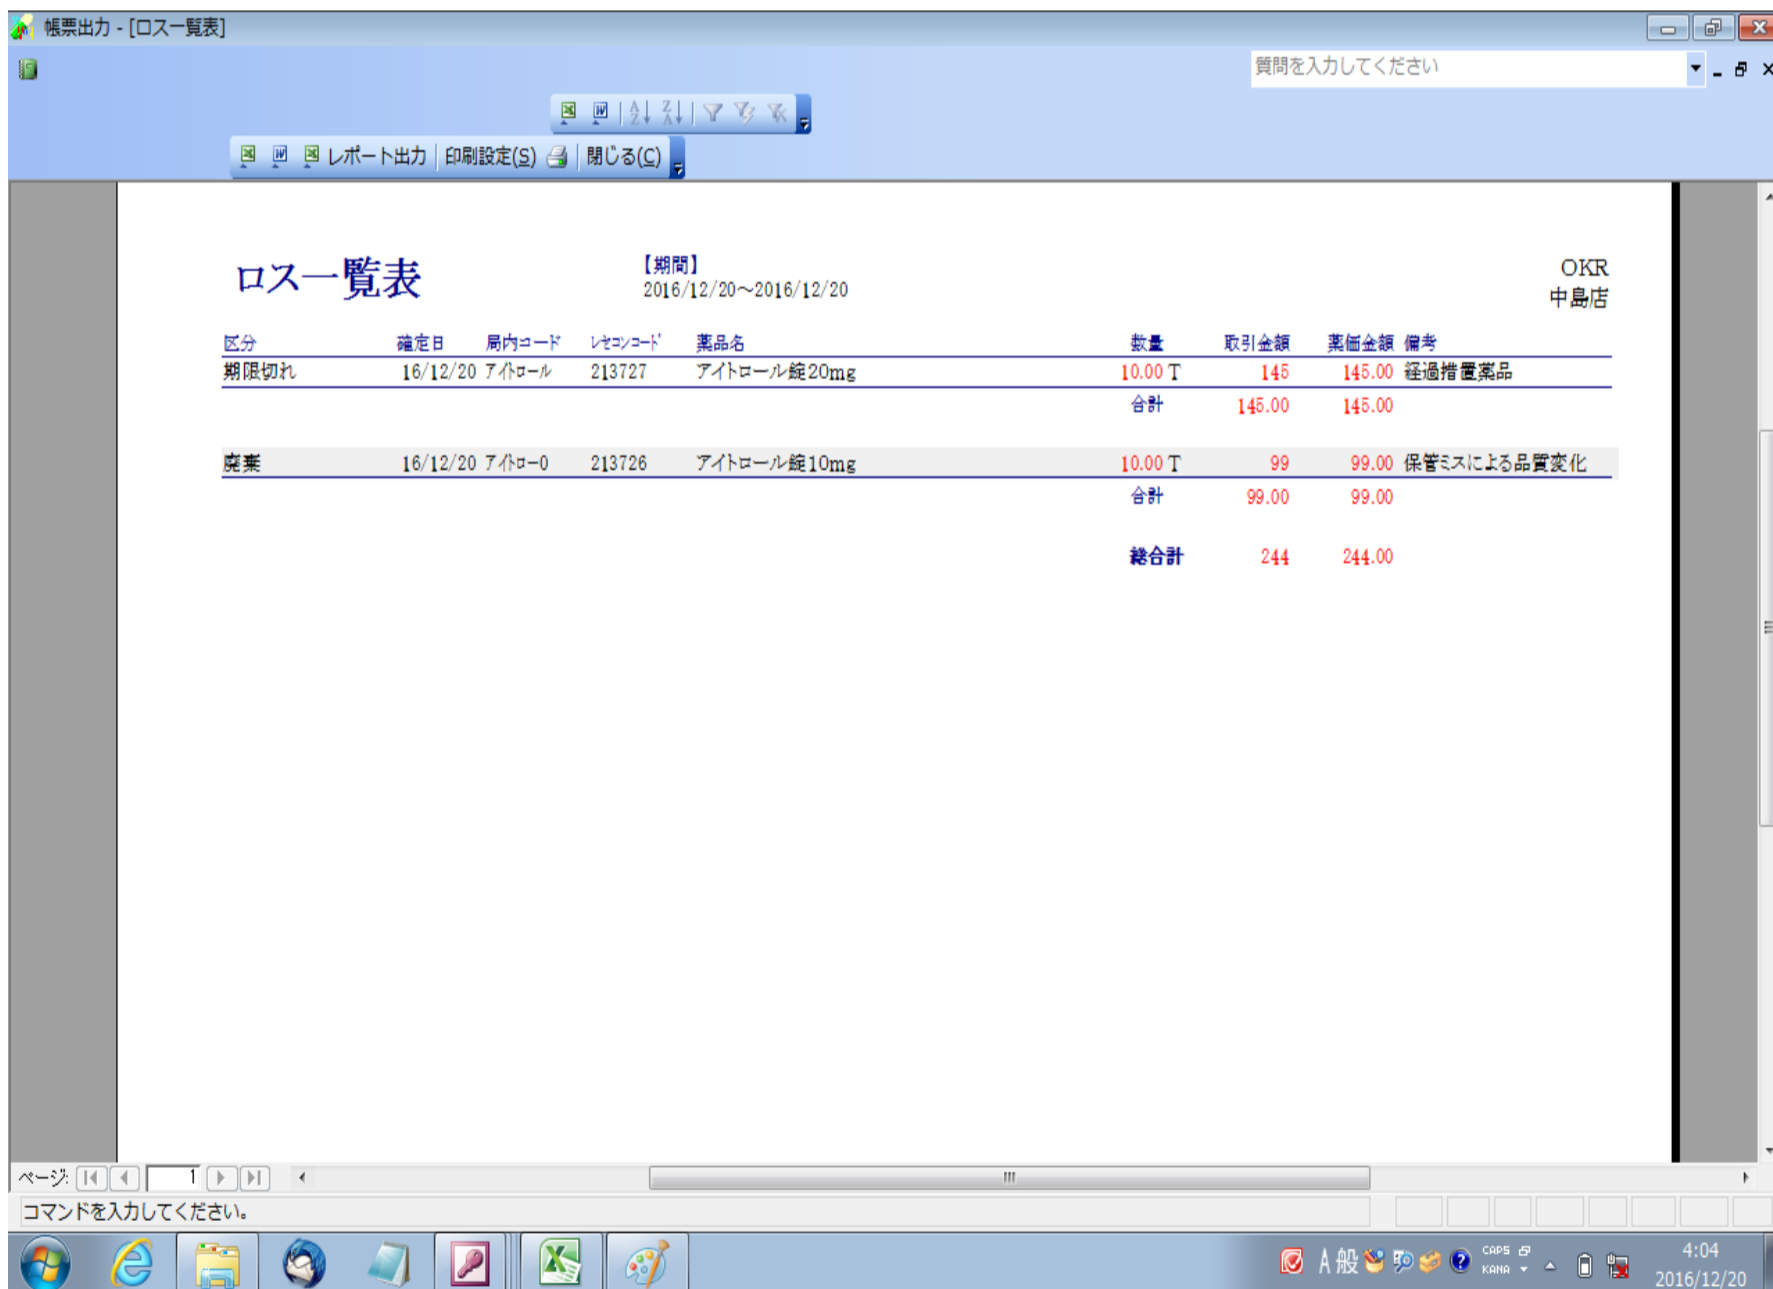 帳票出力 - [ロス一覧表]
質問を入力してください
レポート出力 印刷設定(S) 閉じる(C)
ロス一覧表
【期間】
2016/12/20～2016/12/20
OKR
中島店
区分 確定日 局内コード ﾚｾｺﾝｺｰﾄﾞ 薬品名 数量 取引金額 薬価金額 備考
期限切れ 16/12/20 ｱｲﾄﾛｰﾙ 213727 アイトロール錠20mg 10.00 T 145 145.00 経過措置薬品
合計 145.00 145.00
廃棄 16/12/20 ｱｲﾄﾛｰ0 213726 アイトロール錠10mg 10.00 T 99 99.00 保管ミスによる品質変化
合計 99.00 99.00
総合計 244 244.00
ページ: 1
コマンドを入力してください。
A 般 CAPS KANA 4:04
2016/12/20